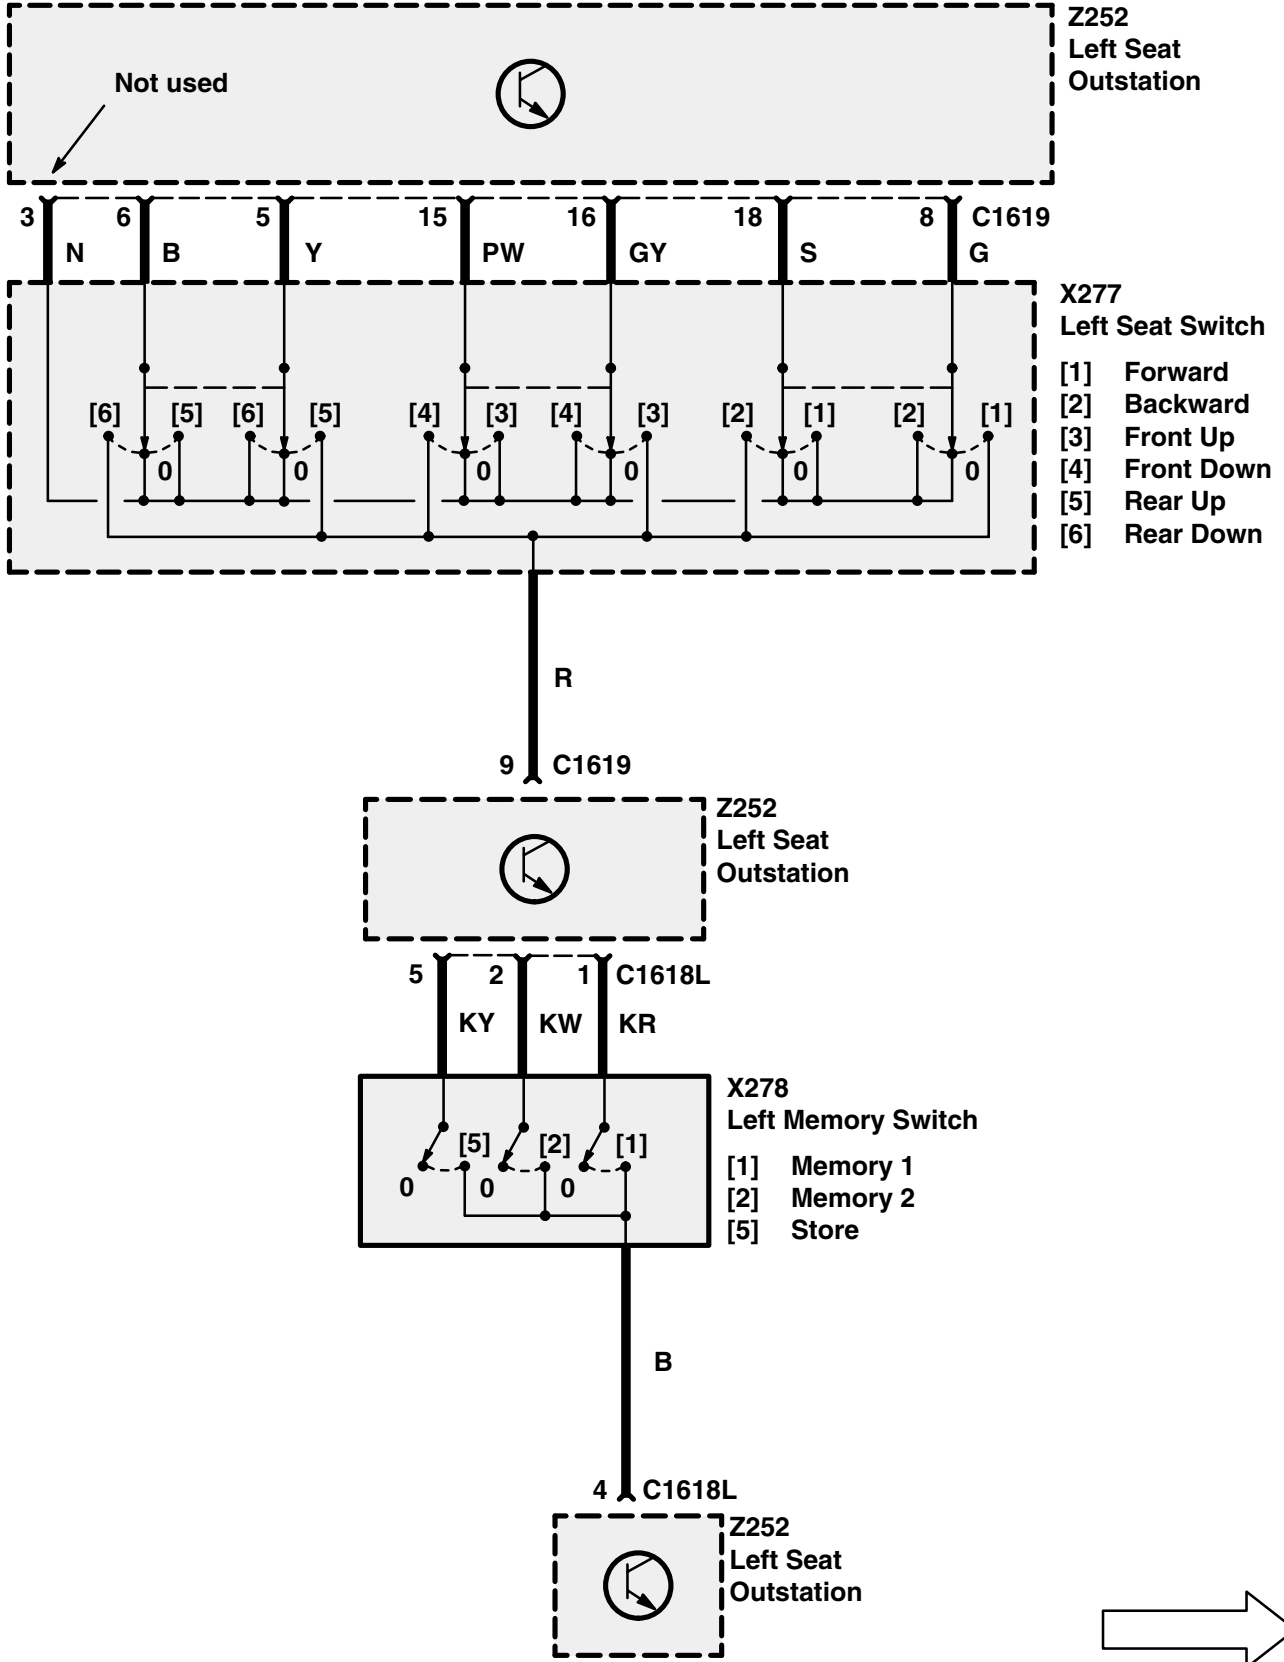 Z252
Left Seat
Outstation
Not used
3 6 5 15 16 18 8 C1619
N B Y PW GY S G
X277
Left Seat Switch
[1] Forward
[2] Backward
[3] Front Up
[4] Front Down
[5] Rear Up
[6] Rear Down
[6] [5] [6] [5] [4] [3] [4] [3] [2] [1] [2] [1]
0 0 0 0 0 0
R
9 C1619
Z252
Left Seat
Outstation
5 2 1 C1618L
KY KW KR
X278
Left Memory Switch
[1] Memory 1
[2] Memory 2
[5] Store
[5] [2] [1]
0 0 0
B
4 C1618L
Z252
Left Seat
Outstation